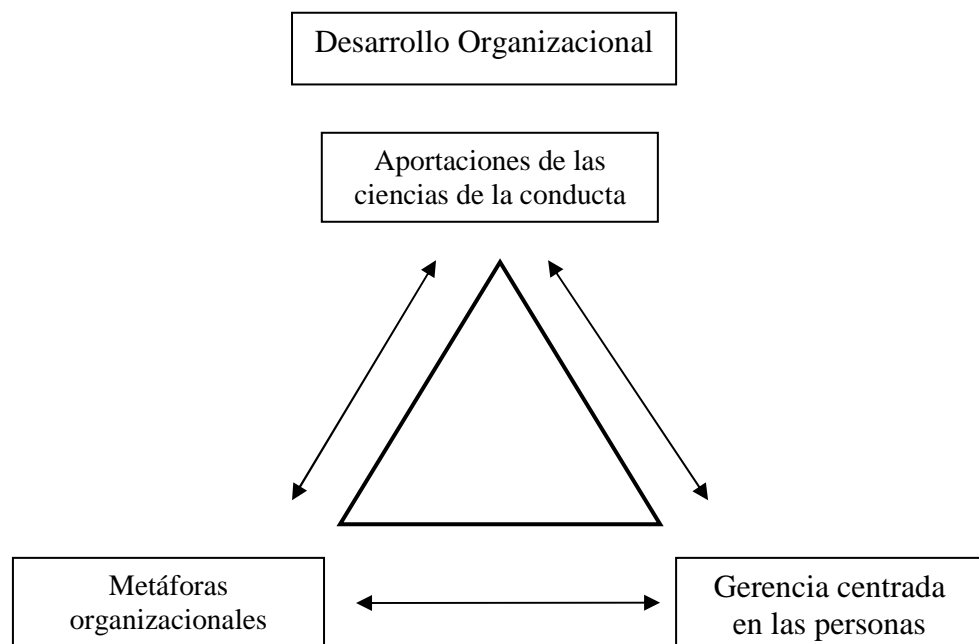 Desarrollo Organizacional
Aportaciones de las
ciencias de la conducta
Metáforas
organizacionales
Gerencia centrada
en las personas